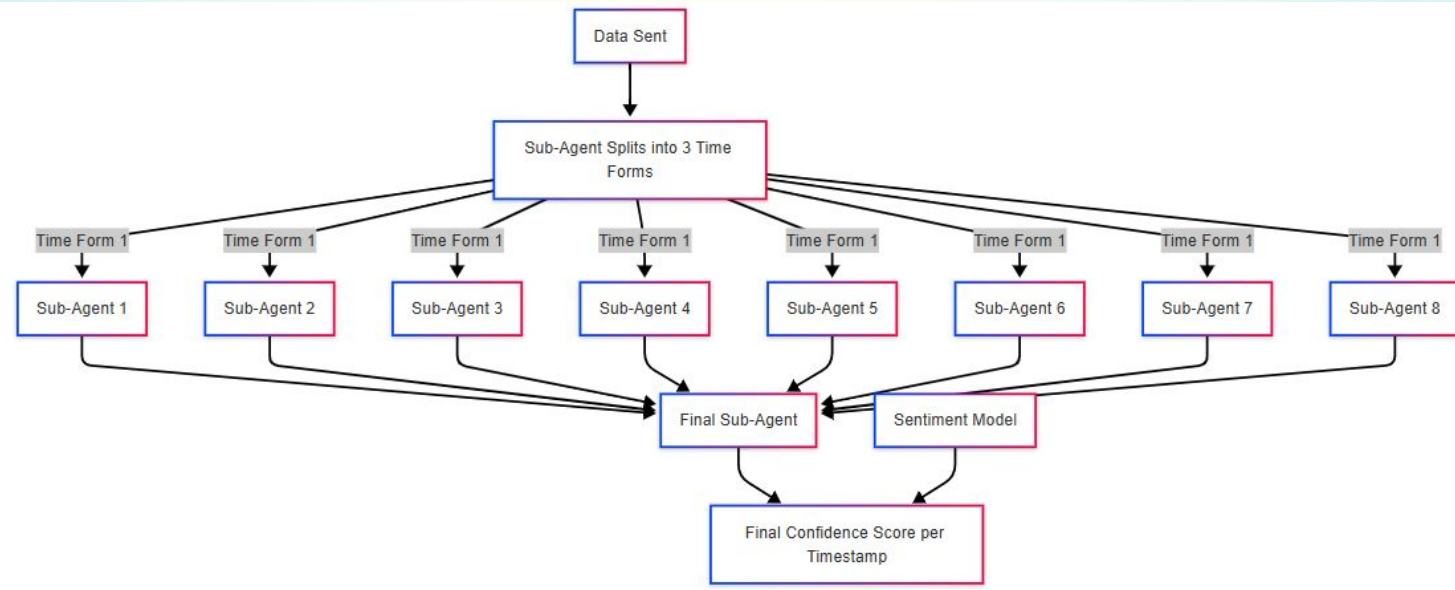 Data Sent
Sub-Agent Splits into 3 Time
Forms
Time Form 1
Time Form 1
Time Form 1
Time Form 1
Time Form 1
Time Form 1
Time Form 1
Time Form 1
Sub-Agent 1
Sub-Agent 2
Sub-Agent 3
Sub-Agent 4
Sub-Agent 5
Sub-Agent 6
Sub-Agent 7
Sub-Agent 8
Final Sub-Agent
Sentiment Model
Final Confidence Score per
Timestamp